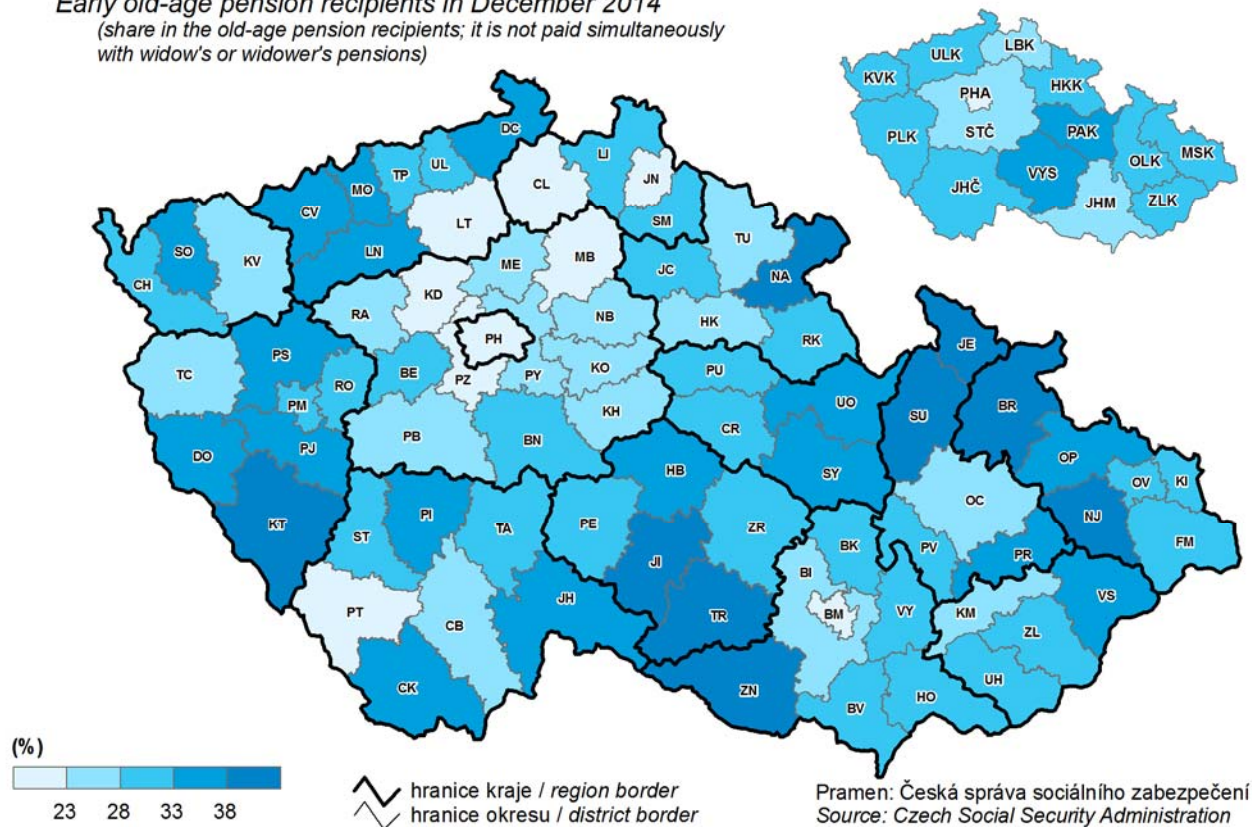 Early old-age pension recipients in December 2014
(share in the old-age pension recipients; it is not paid simultaneously
with widow's or widower's pensions)
ULK
LBK
KVK
HKK
PHA
PLK
STČ
PAK
MSK
OLK
VYS
JHČ
ZLK
JHM
DC
LI
UL
TP
MO
CL
JN
CV
LT
SM
TU
SO
KV
LN
ME
MB
JC
NA
CH
KD
RA
NB
HK
PH
RK
JE
PS
TC
BE
RO
PZ
PY
KO
PU
PM
KH
UO
SU
BR
PB
BN
CR
DO
PJ
OP
HB
SY
OV
KI
OC
KT
ST
PI
TA
PE
ZR
NJ
FM
BK
PV
PR
JI
BI
VS
PT
JH
TR
BM
VY
KM
CB
ZL
CK
ZN
BV
HO
UH
(%)
23 28 33 38
hranice kraje / region border
hranice okresu / district border
Pramen: Česká správa sociálního zabezpečení
Source: Czech Social Security Administration